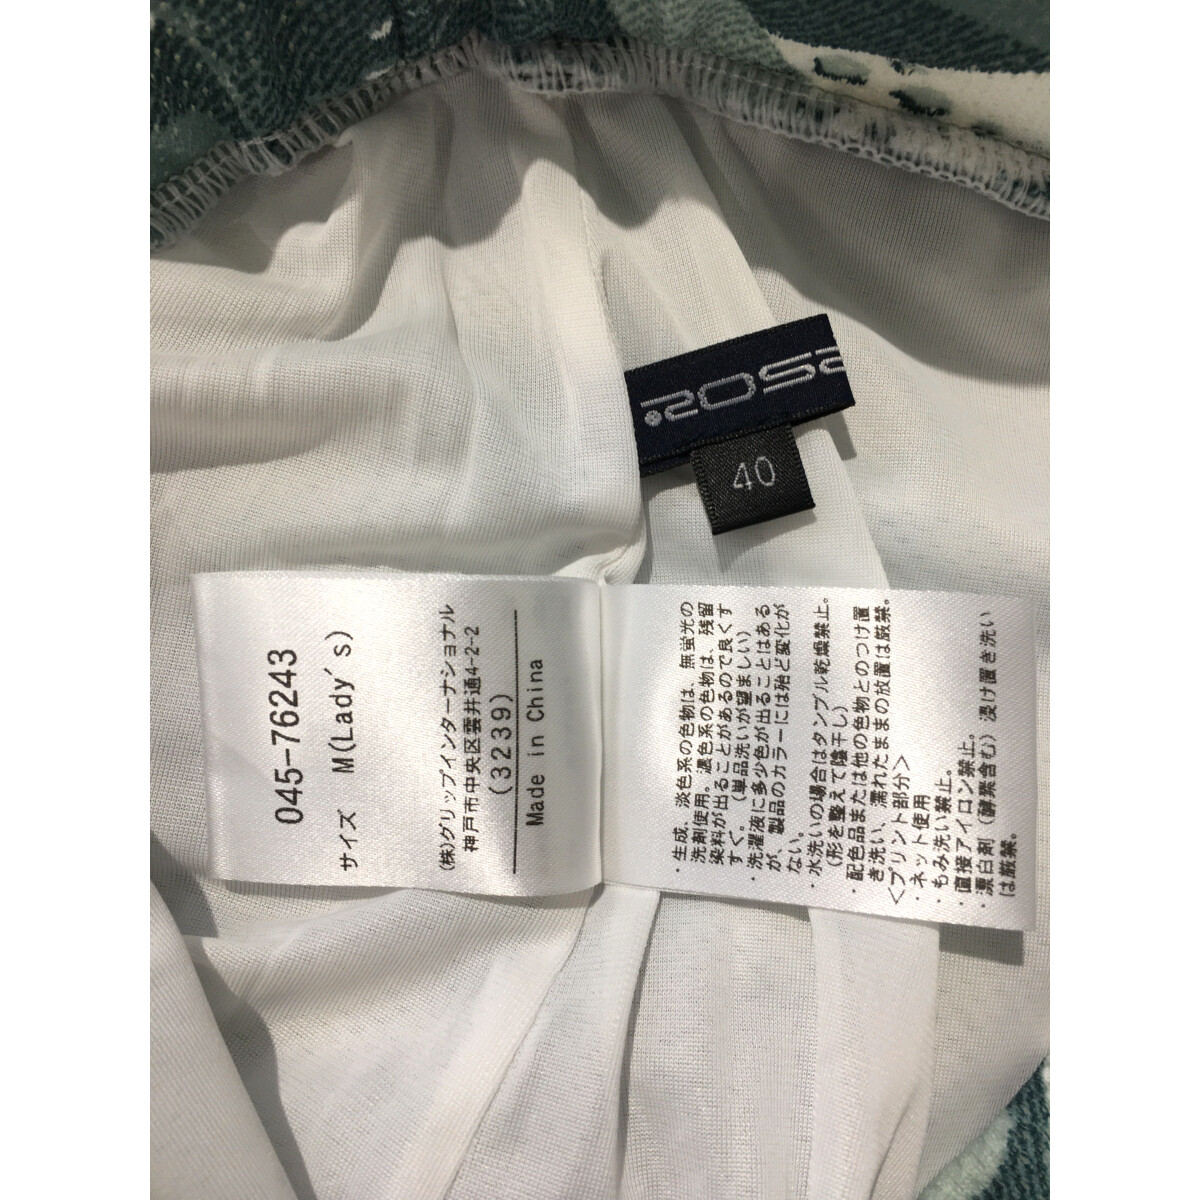 ROSA
40
045-76243
サイズ M(Lady's)
(株)グリップインターナショナル
神戸市中央区雲井通4-2-2
(3239)
Made in China
・生成、淡色系の色物は、無蛍光の
洗剤使用。濃色系の色物は、残留
染料が出ることがあるので良くす
すぐ。(単品洗いが望ましい)
・洗濯液に多少色が出ることはある
が、製品のカラーには殆ど変化が
ない。
・水洗いの場合はタンブル乾燥禁止。
(形を整えて陰干し)
・配色品または他の色物とのつけ置
き洗い、濡れたままの放置は厳禁。
<プリント部分>
・ネット使用
・もみ洗い禁止。
・直接アイロン禁止。
・漂白剤(酵素含む)浸け置き洗い
は厳禁。